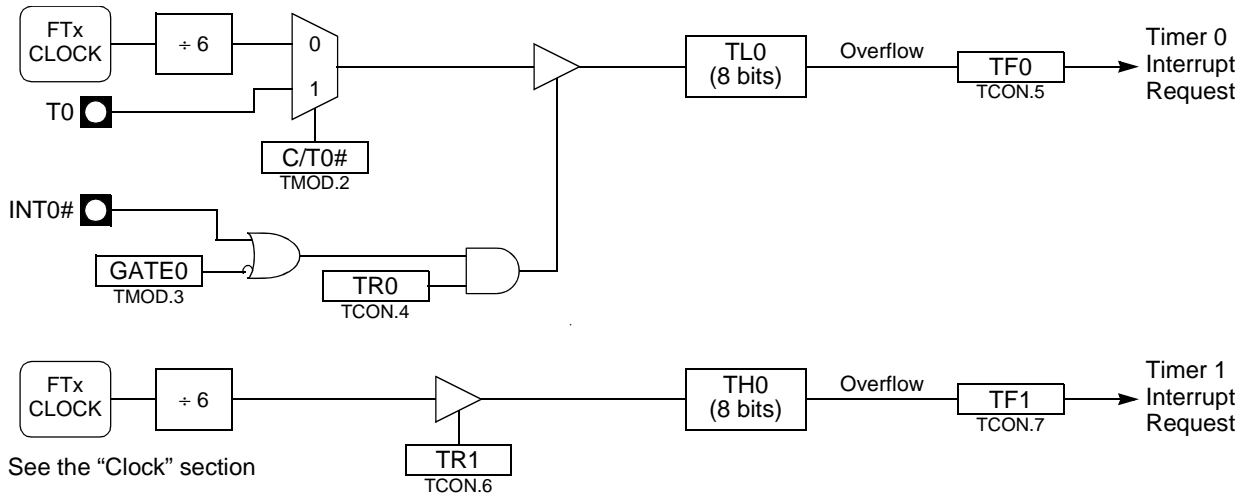 FTx
CLOCK
÷ 6
0
1
T0
C/T0#
TMOD.2
TL0
(8 bits)
Overflow
TF0
TCON.5
Timer 0
Interrupt
Request
INT0#
GATE0
TMOD.3
TR0
TCON.4
FTx
CLOCK
÷ 6
TR1
TCON.6
TH0
(8 bits)
Overflow
TF1
TCON.7
Timer 1
Interrupt
Request
See the “Clock” section